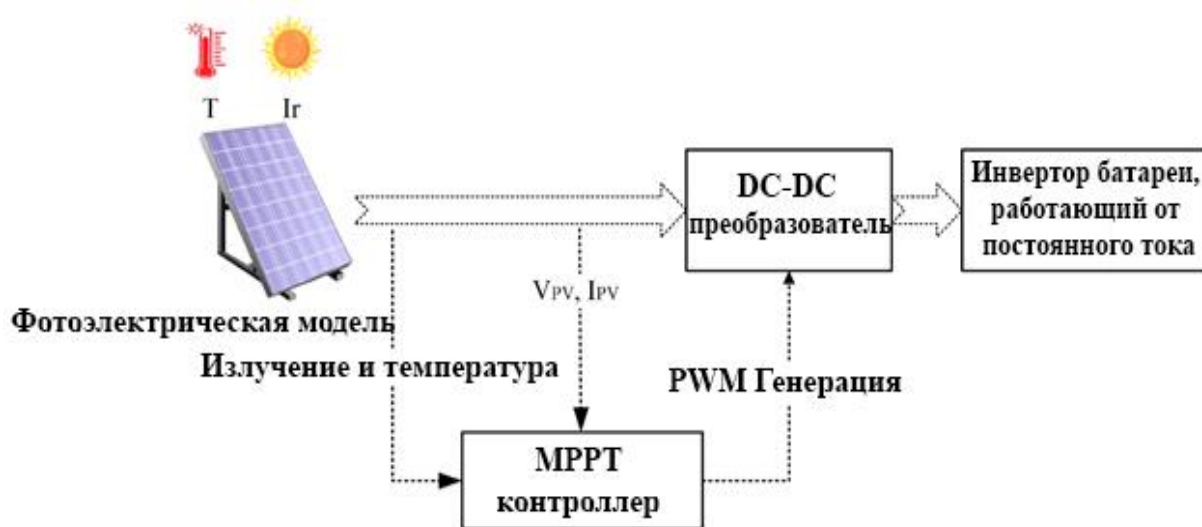 T Ir
DC-DC
преобразователь
Инвертор батареи,
работающий от
постоянного тока
VPV, IPV
Фотоэлектрическая модель
Излучение и температура
PWM Генерация
MPPT
контроллер